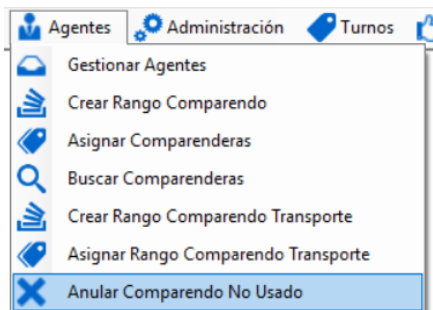 Agentes Administración Turnos
Gestionar Agentes
Crear Rango Comparendo
Asignar Comparenderas
Buscar Comparenderas
Crear Rango Comparendo Transporte
Asignar Rango Comparendo Transporte
Anular Comparendo No Usado